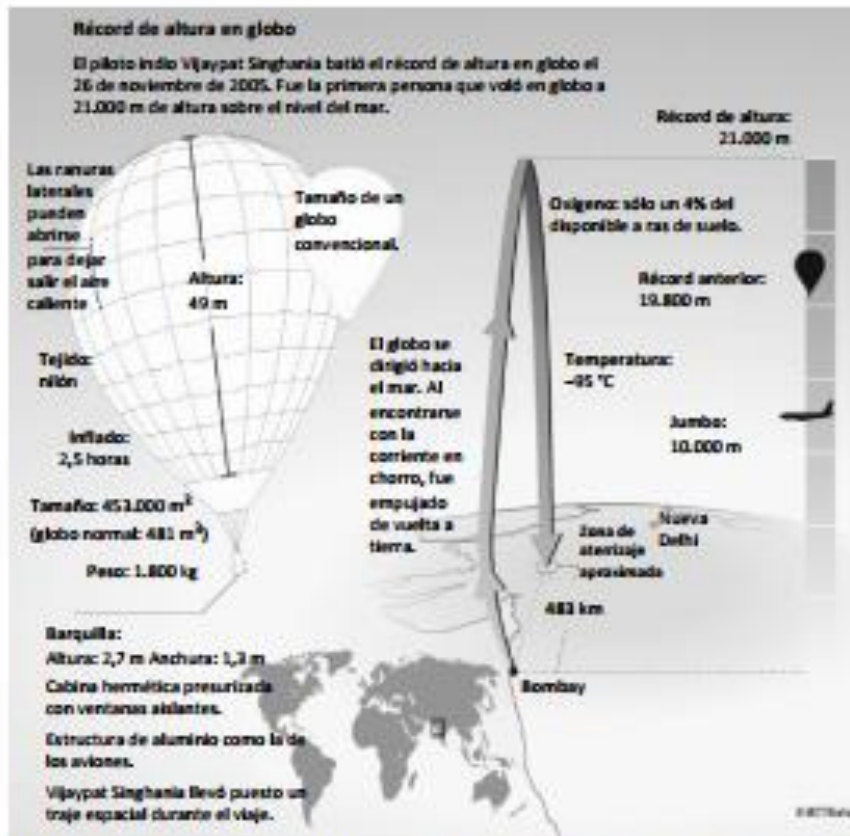 Récord de altura en globo
El piloto indio Vijaypat Singhania batió el récord de altura en globo el
26 de noviembre de 2005. Fue la primera persona que voló en globo a
21.000 m de altura sobre el nivel del mar.
Récord de altura:
21.000 m
Las ranuras
laterales
pueden
abrirse
para dejar
salir el aire
caliente
Tamaño de un
globo
convencional.
Altura:
49 m
Oxígeno: sólo un 4% del
disponible a ras de suelo.
Récord anterior:
19.800 m
Tejido:
nilón
El globo se
dirigió hacia
el mar. Al
encontrarse
con la
corriente en
chorro, fue
empujado
de vuelta a
tierra.
Temperatura:
–95 °C
Jumbo:
10.000 m
Inflado:
2,5 horas
Tamaño: 453.000 m³
(globo normal: 481 m³)
Peso: 1.800 kg
Zona de
aterrizaje
aproximada
Nueva
Delhi
483 km
Bombay
Barquilla:
Altura: 2,7 m Anchura: 1,3 m
Cabina hermética presurizada
con ventanas aislantes.
Estructura de aluminio como la de
los aviones.
Vijaypat Singhania llevó puesto un
traje espacial durante el viaje.